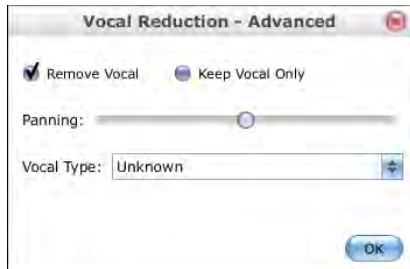 Vocal Reduction - Advanced
Remove Vocal Keep Vocal Only
Panning:
Vocal Type: Unknown
OK